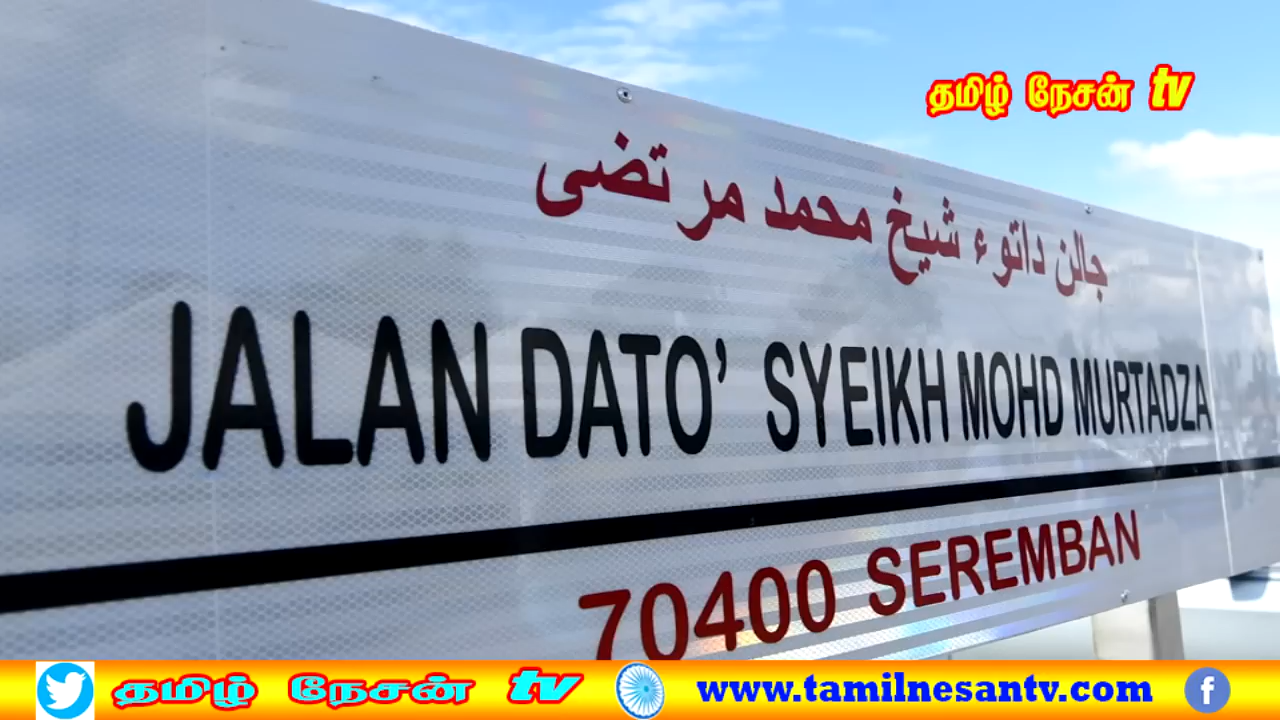 தமிழ் நேசன் tv
جالن داتوء شيخ محمد مرتضى
JALAN DATO’ SYEIKH MOHD MURTADZA
70400 SEREMBAN
தமிழ் நேசன் tv www.tamilnesantv.com